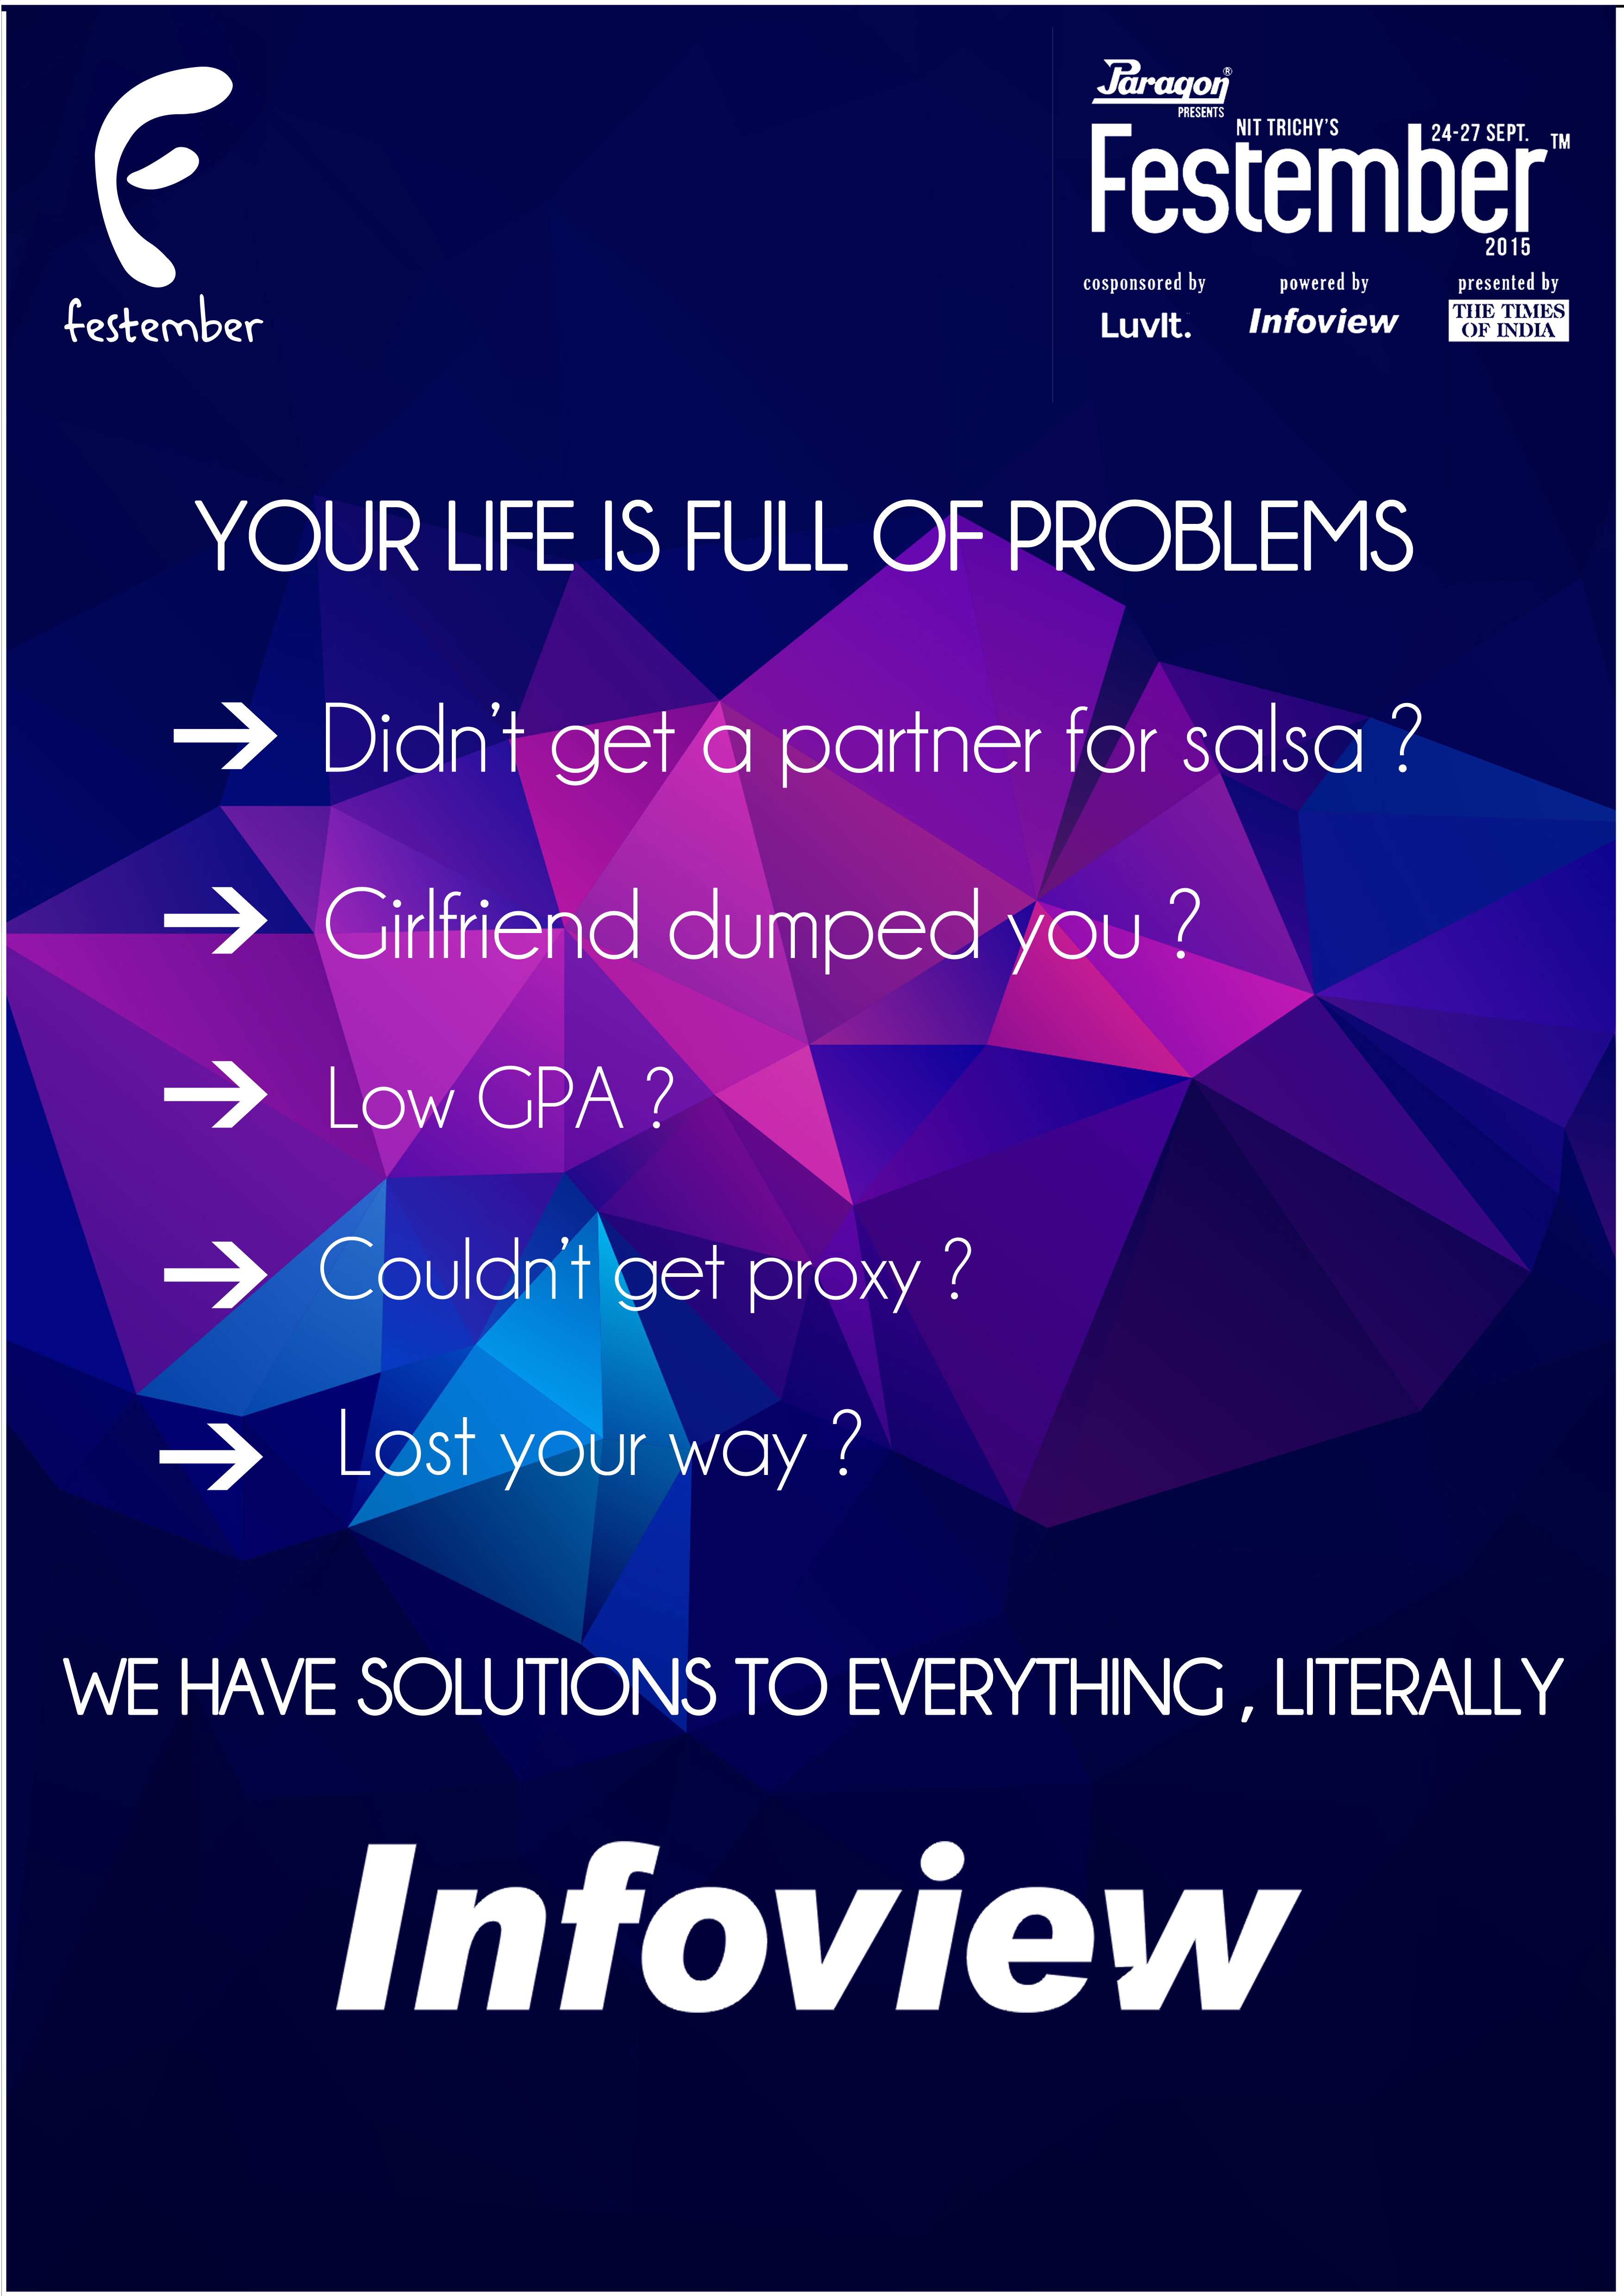 festember
Paragon®
PRESENTS
NIT TRICHY'S
24-27 SEPT.
Festember™
2015
cosponsored by
LuvIt.
powered by
Infoview
presented by
THE TIMES
OF INDIA
YOUR LIFE IS FULL OF PROBLEMS
→ Didn't get a partner for salsa ?
→ Girlfriend dumped you ?
→ Low GPA ?
→ Couldn't get proxy ?
→ Lost your way ?
WE HAVE SOLUTIONS TO EVERYTHING , LITERALLY
Infoview